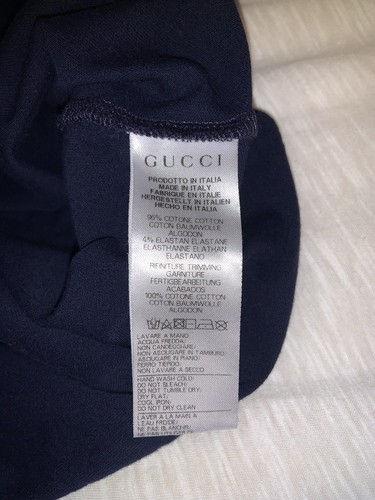 GUCCI
PRODOTTO IN ITALIA
MADE IN ITALY
FABRIQUÉ EN ITALIE
HERGESTELLT IN ITALIEN
HECHO EN ITALIA
96% COTONE COTTON
COTON BAUMWOLLE
ALGODON
4% ELASTAN ELASTANE
ELASTHANNE ELATHAN
ELASTANO
RIFINITURE TRIMMING
GARNITURE
FERTIGBEARBEITUNG
ACABADOS
100% COTONE COTTON
COTON BAUMWOLLE
ALGODON
LAVARE A MANO
ACQUA FREDDA;
NON CANDEGGIARE;
NON ASCIUGARE IN TAMBURO;
ASCIUGARE IN PIANO;
FERRO TIEPIDO;
NON LAVARE A SECCO
HAND WASH COLD;
DO NOT BLEACH;
DO NOT TUMBLE DRY;
DRY FLAT;
COOL IRON;
DO NOT DRY CLEAN
LAVER A LA MAIN A
L'EAU FROIDE;
NE PAS BLANCHIR;